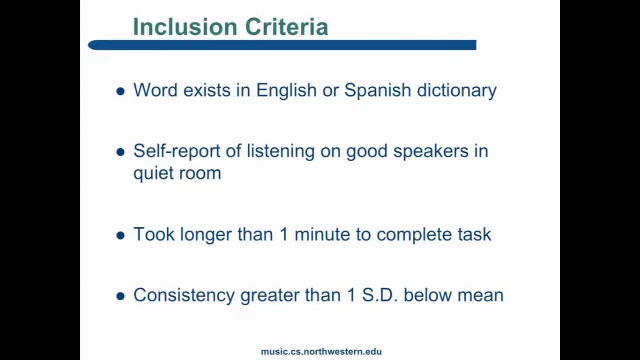 Inclusion Criteria
● Word exists in English or Spanish dictionary
● Self-report of listening on good speakers in
quiet room
● Took longer than 1 minute to complete task
● Consistency greater than 1 S.D. below mean
music.cs.northwestern.edu